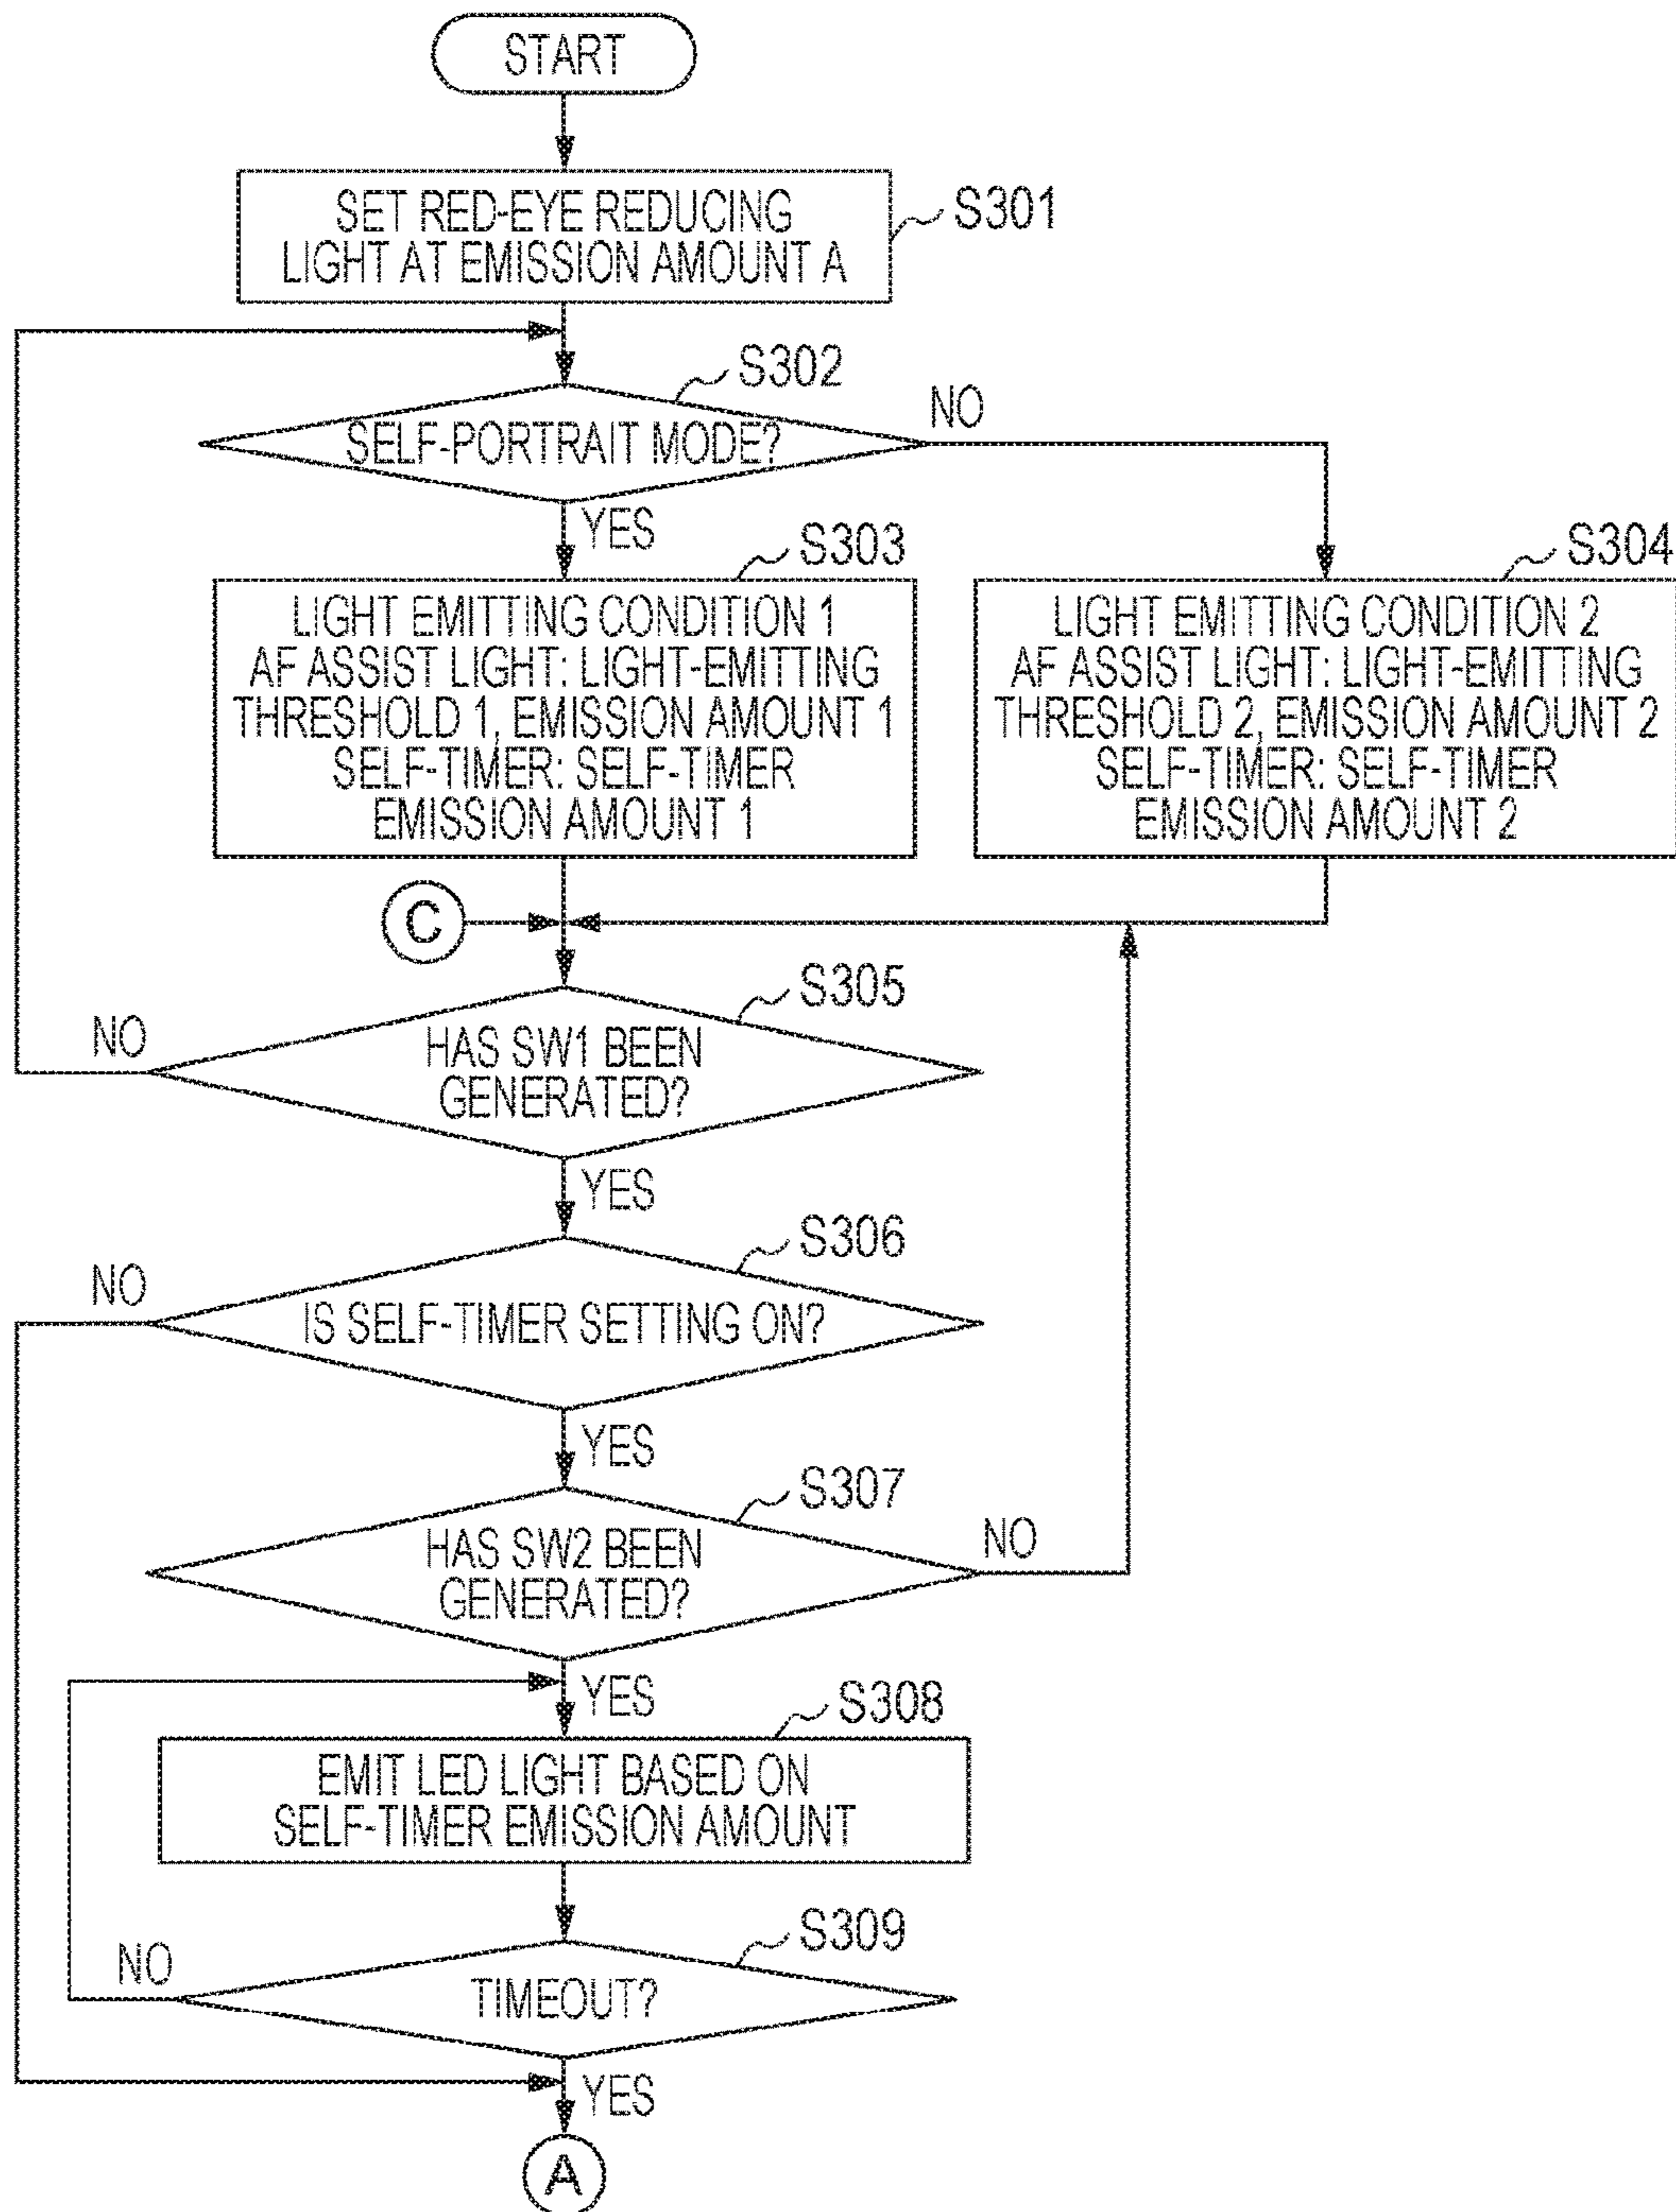 START
SET RED-EYE REDUCING
LIGHT AT EMISSION AMOUNT A
S301
S302
SELF-PORTRAIT MODE?
NO
YES
S303
LIGHT EMITTING CONDITION 1
AF ASSIST LIGHT: LIGHT-EMITTING
THRESHOLD 1, EMISSION AMOUNT 1
SELF-TIMER: SELF-TIMER
EMISSION AMOUNT 1
S304
LIGHT EMITTING CONDITION 2
AF ASSIST LIGHT: LIGHT-EMITTING
THRESHOLD 2, EMISSION AMOUNT 2
SELF-TIMER: SELF-TIMER
EMISSION AMOUNT 2
C
S305
NO
HAS SW1 BEEN
GENERATED?
YES
S306
NO
IS SELF-TIMER SETTING ON?
YES
S307
HAS SW2 BEEN
GENERATED?
NO
YES
S308
EMIT LED LIGHT BASED ON
SELF-TIMER EMISSION AMOUNT
S309
NO
TIMEOUT?
YES
A